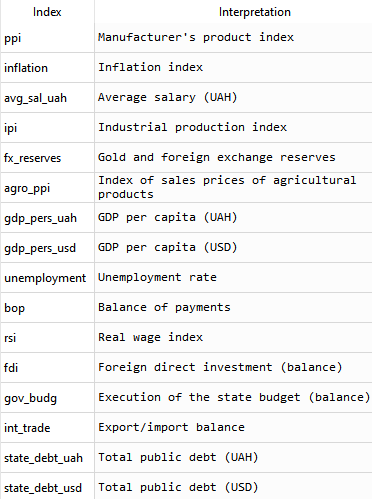 Index Interpretation
ppi Manufacturer's product index
inflation Inflation index
avg_sal_uah Average salary (UAH)
ipi Industrial production index
fx_reserves Gold and foreign exchange reserves
agro_ppi Index of sales prices of agricultural
products
gdp_pers_uah GDP per capita (UAH)
gdp_pers_usd GDP per capita (USD)
unemployment Unemployment rate
bop Balance of payments
rsi Real wage index
fdi Foreign direct investment (balance)
gov_budg Execution of the state budget (balance)
int_trade Export/import balance
state_debt_uah Total public debt (UAH)
state_debt_usd Total public debt (USD)